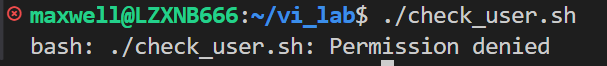 maxwell@LZXNB666:~/vi_lab$ ./check_user.sh
bash: ./check_user.sh: Permission denied